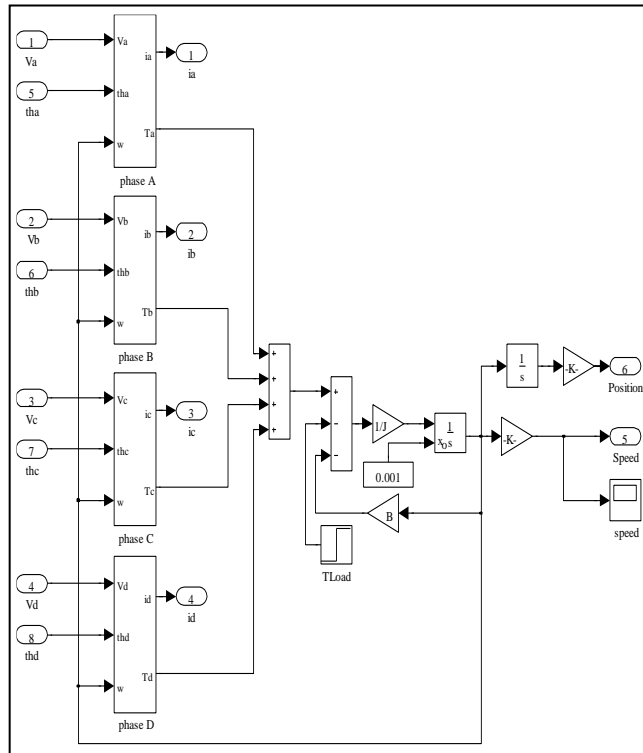 1
Va
5
tha
Va
tha
w
ia
Ta
phase A
1
ia
2
Vb
6
thb
Vb
thb
w
ib
Tb
phase B
2
ib
3
Vc
7
thc
Vc
thc
w
ic
Tc
phase C
3
ic
4
Vd
8
thd
Vd
thd
w
id
Td
phase D
4
id
+
+
+
+
+
-
-
1/J
1
xo s
0.001
B
TLoad
1
s
-K-
6
Position
-K-
5
Speed
speed